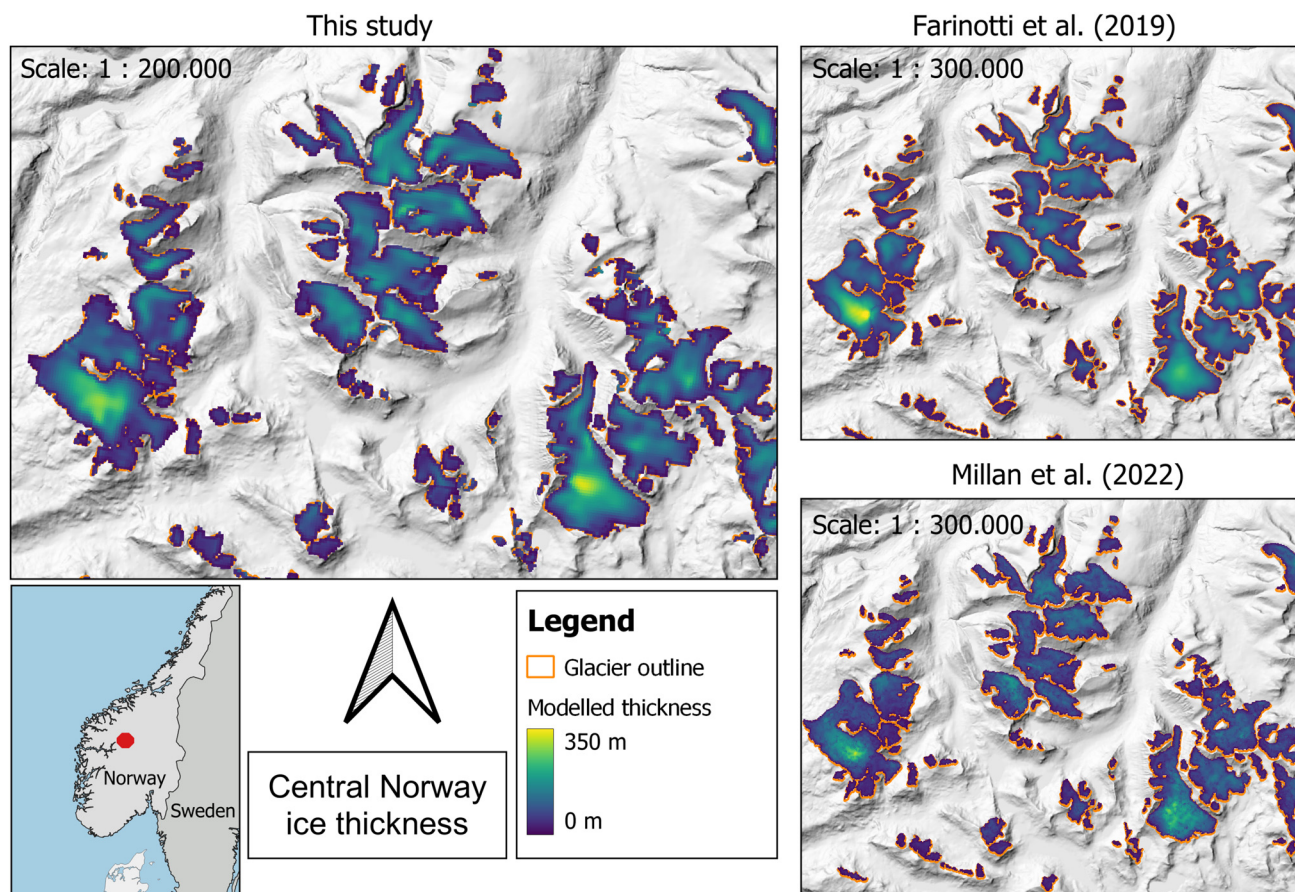 This study
Scale: 1 : 200.000
Farinotti et al. (2019)
Scale: 1 : 300.000
Millan et al. (2022)
Scale: 1 : 300.000
Norway
Sweden
Central Norway
ice thickness
Legend
Glacier outline
Modelled thickness
350 m
0 m